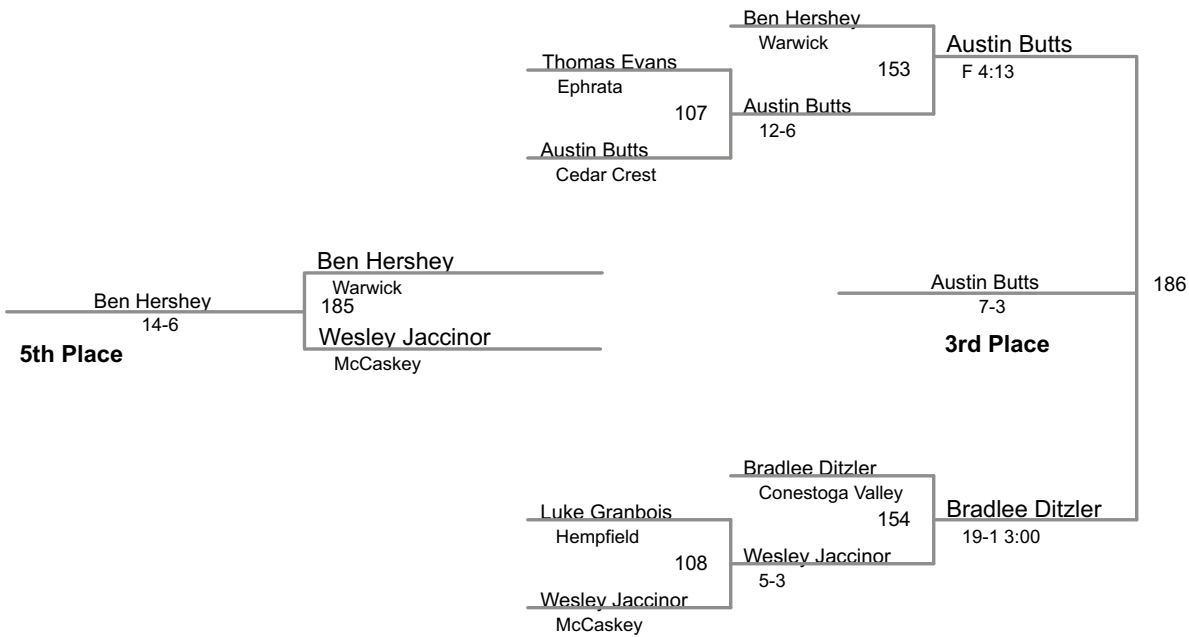 Ben Hershey
Warwick
Austin Butts
F 4:13
153
Thomas Evans
Ephrata
107
Austin Butts
12-6
Austin Butts
Cedar Crest
Ben Hershey
Warwick
185
Ben Hershey
14-6
5th Place
Wesley Jaccinor
McCaskey
Austin Butts
7-3
3rd Place
186
Bradlee Ditzler
Conestoga Valley
154
Bradlee Ditzler
19-1 3:00
Luke Granbois
Hempfield
108
Wesley Jaccinor
5-3
Wesley Jaccinor
McCaskey